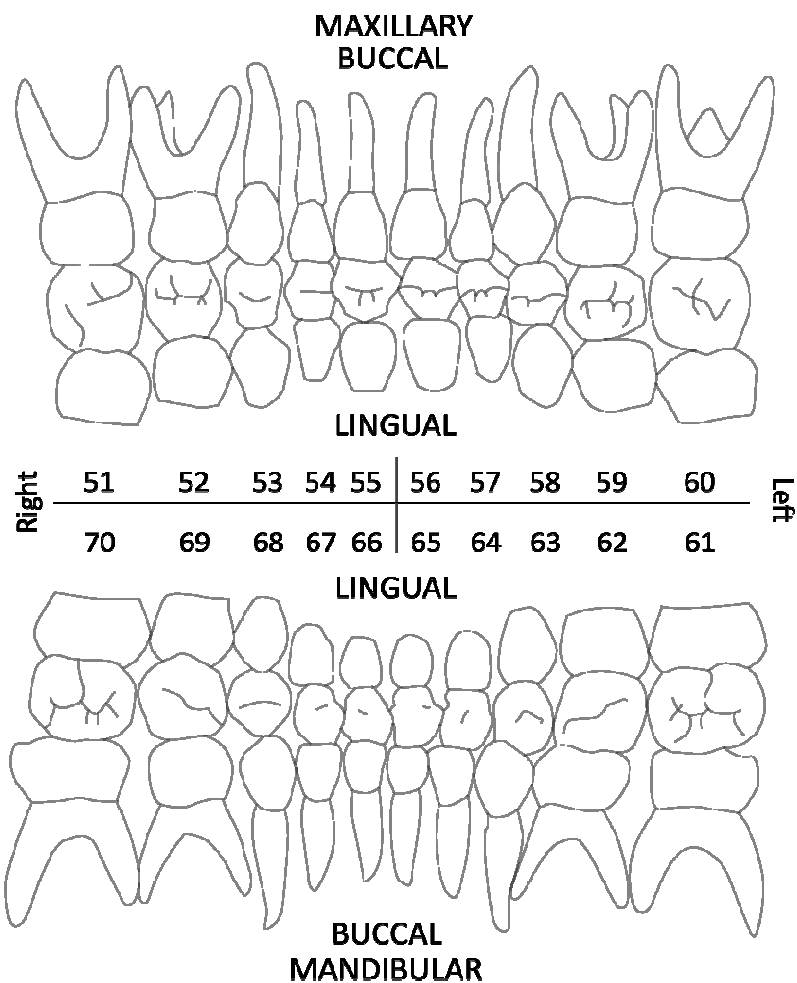 MAXILLARY
BUCCAL
LINGUAL
Right
51 52 53 54 55 56 57 58 59 60
Left
70 69 68 67 66 65 64 63 62 61
LINGUAL
BUCCAL
MANDIBULAR